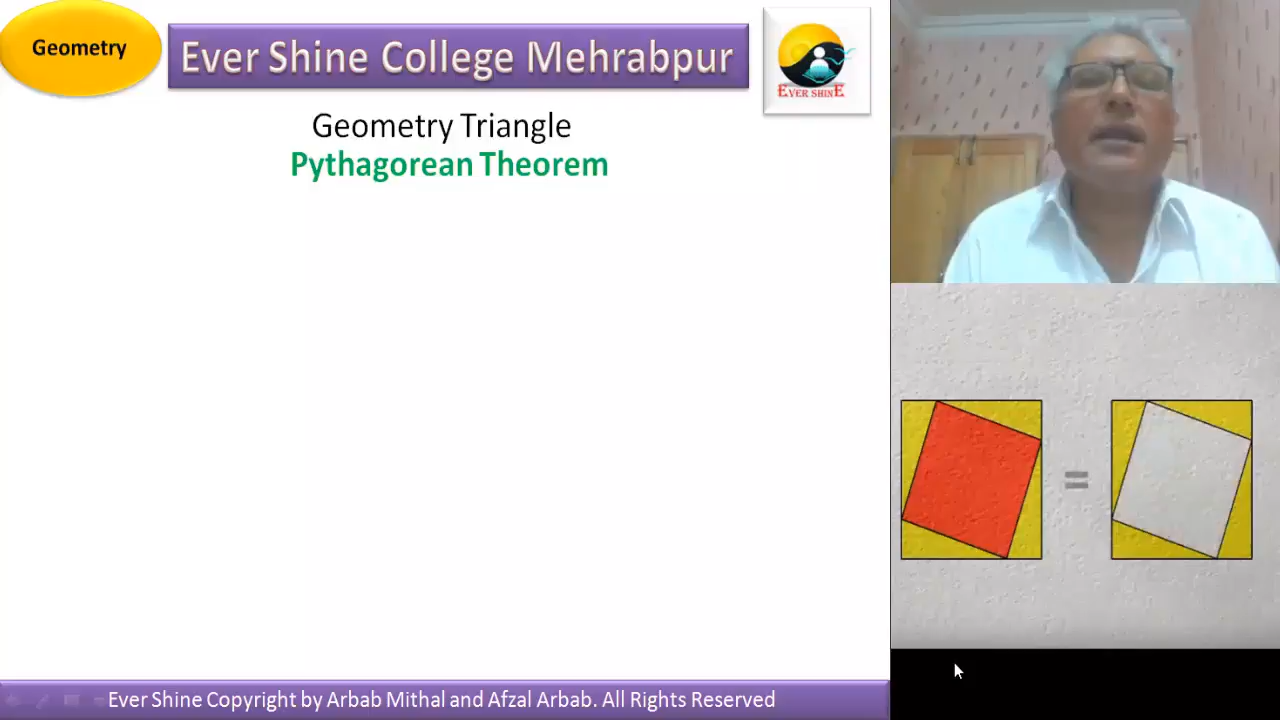 Geometry
Ever Shine College Mehrabpur
EVER SHINE
Geometry Triangle
Pythagorean Theorem
=
Ever Shine Copyright by Arbab Mithal and Afzal Arbab. All Rights Reserved